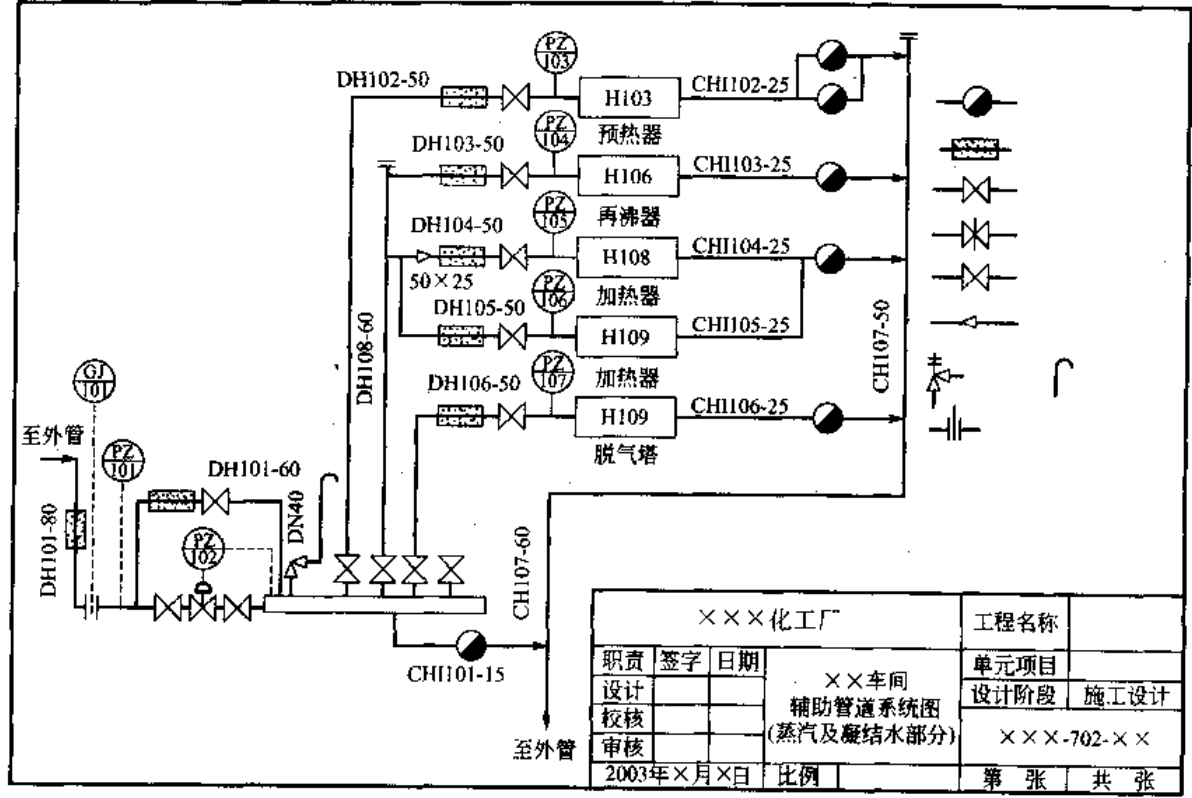 PZ
103
DH102-50
H103
CHI102-25
预热器
PZ
104
DH103-50
H106
CHI103-25
再沸器
PZ
105
DH104-50
H108
CHI104-25
50×25
加热器
PZ
106
DH105-50
H109
CHI105-25
加热器
PZ
107
DH106-50
H109
CHI106-25
脱气塔
DH108-60
CH107-50
GJ
101
至外管
PZ
101
DH101-60
DH101-80
PZ
102
DN40
CH107-60
CHI101-15
至外管
×××化工厂
工程名称
职责 签字 日期
××车间
辅助管道系统图
(蒸汽及凝结水部分)
单元项目
设计
设计阶段 施工设计
校核
×××-702-××
审核
2003年×月×日 比例
第 张 共 张